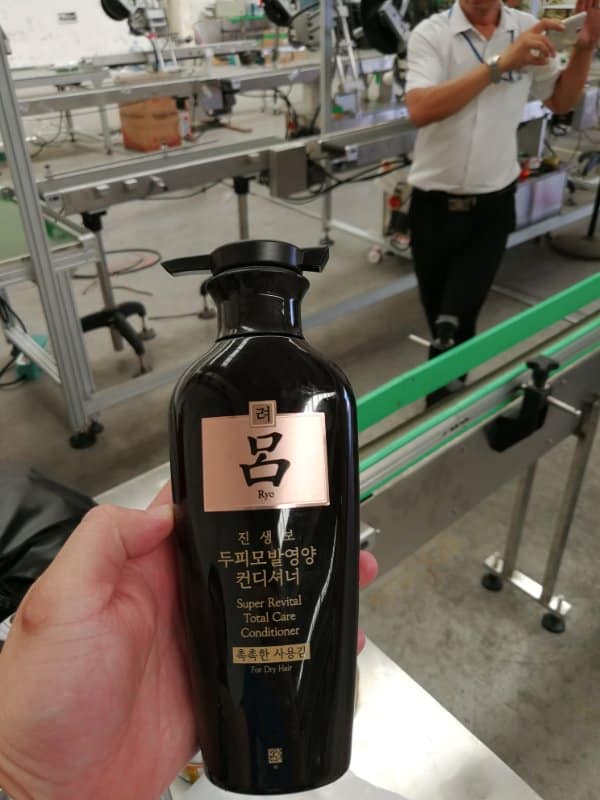 려
呂
Rye
진 생 보
두피모발영양
컨디셔너
Super Revital
Total Care
Conditioner
촉촉한 사용감
For Dry Hair